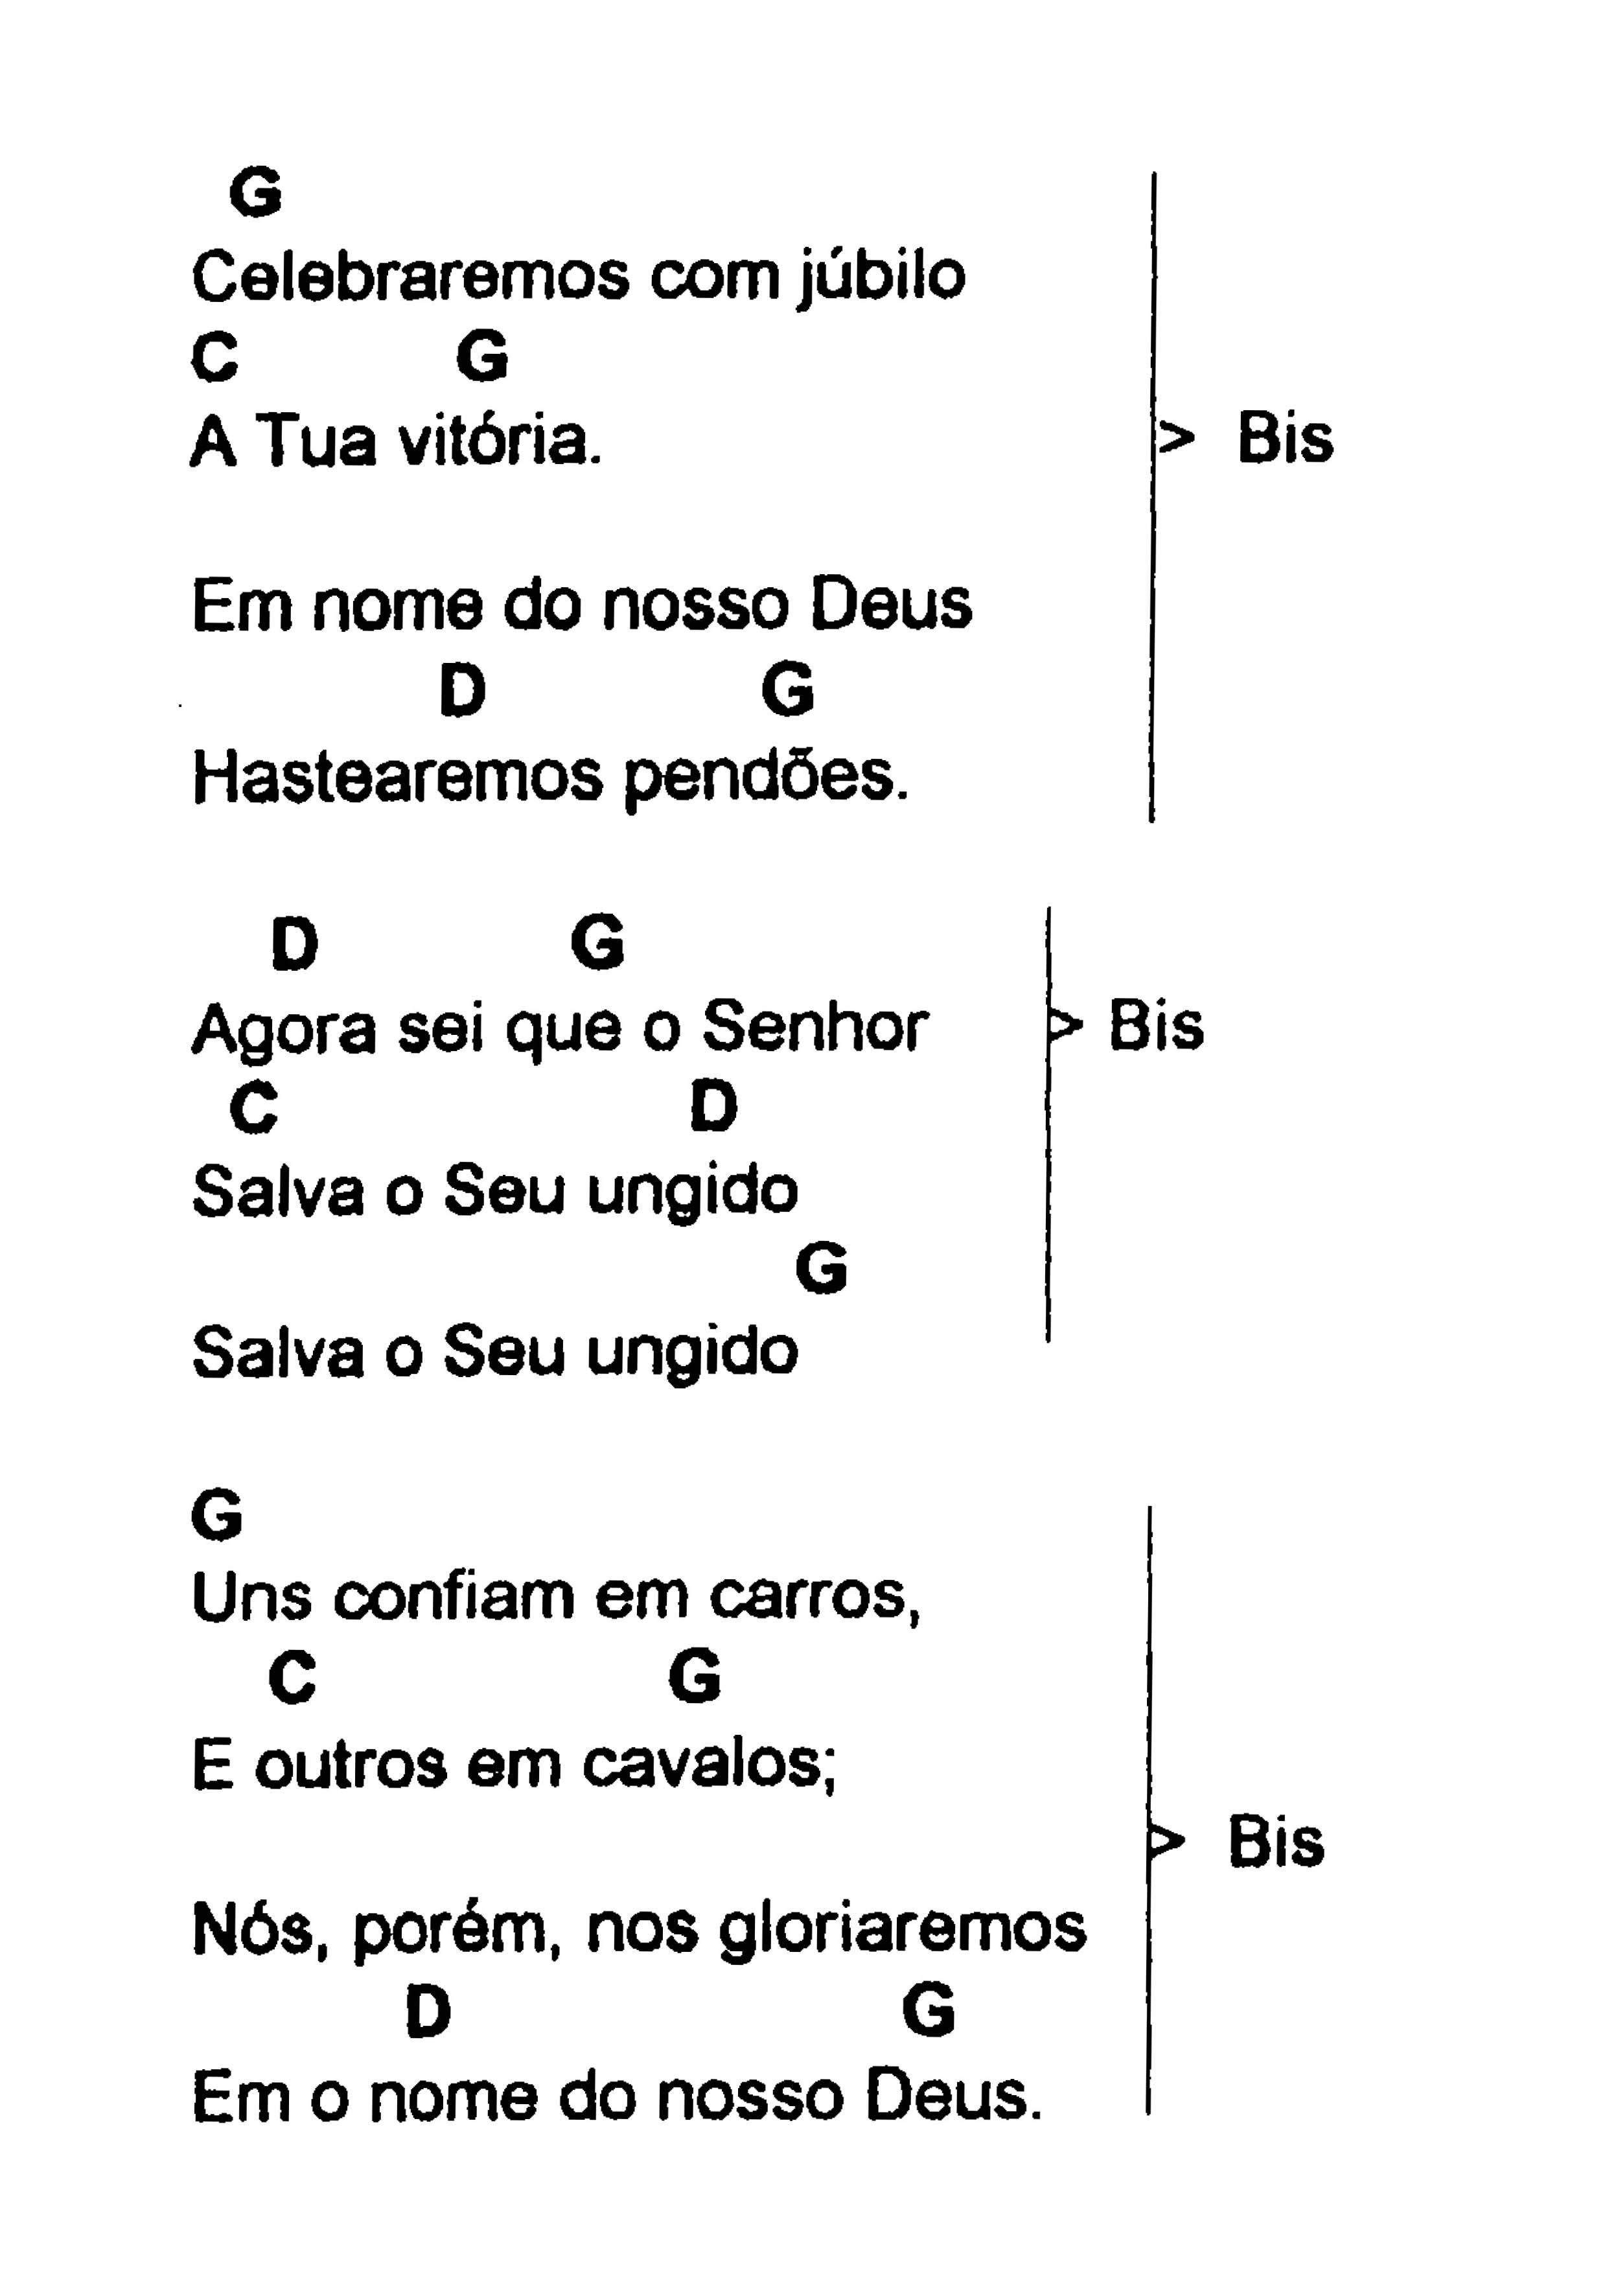 G
Celebraremos com júbilo
C G
A Tua vitória.
> Bis
Em nome do nosso Deus
D G
Hastearemos pendões.
D G
Agora sei que o Senhor > Bis
C D
Salva o Seu ungido
G
Salva o Seu ungido
G
Uns confiam em carros,
C G
E outros em cavalos;
> Bis
Nós, porém, nos gloriaremos
D G
Em o nome do nosso Deus.